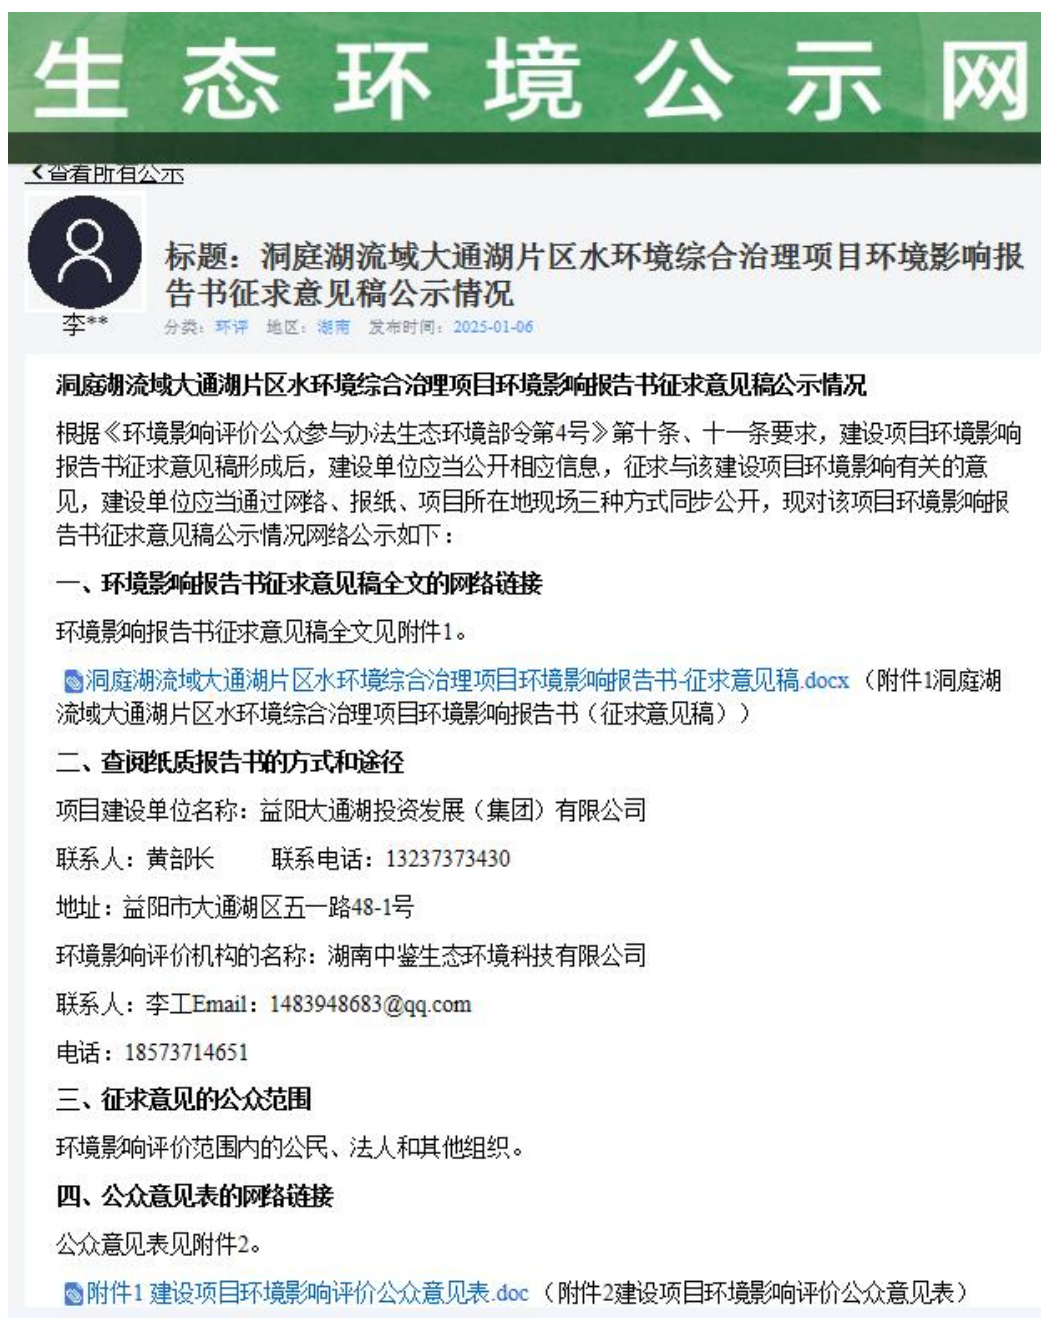 生态环境公示网
查看所有公示
标题：洞庭湖流域大通湖片区水环境综合治理项目环境影响报
告书征求意见稿公示情况
李**
分类：环评 地区：湖南 发布时间：2025-01-06
洞庭湖流域大通湖片区水环境综合治理项目环境影响报告书征求意见稿公示情况
根据《环境影响评价公众参与办法生态环境部令第4号》第十条、十一条要求，建设项目环境影响
报告书征求意见稿形成后，建设单位应当公开相应信息，征求与该建设项目环境影响有关的意
见，建设单位应当通过网络、报纸、项目所在地现场三种方式同步公开，现对该项目环境影响报
告书征求意见稿公示情况网络公示如下：
一、环境影响报告书征求意见稿全文的网络链接
环境影响报告书征求意见稿全文见附件1。
洞庭湖流域大通湖片区水环境综合治理项目环境影响报告书-征求意见稿.docx（附件1洞庭湖
流域大通湖片区水环境综合治理项目环境影响报告书（征求意见稿））
二、查阅纸质报告书的方式和途径
项目建设单位名称：益阳大通湖投资发展（集团）有限公司
联系人：黄部长 联系电话：13237373430
地址：益阳市大通湖区五一路48-1号
环境影响评价机构的名称：湖南中鉴生态环境科技有限公司
联系人：李工Email：1483948683@qq.com
电话：18573714651
三、征求意见的公众范围
环境影响评价范围内的公民、法人和其他组织。
四、公众意见表的网络链接
公众意见表见附件2。
附件1 建设项目环境影响评价公众意见表.doc（附件2建设项目环境影响评价公众意见表）